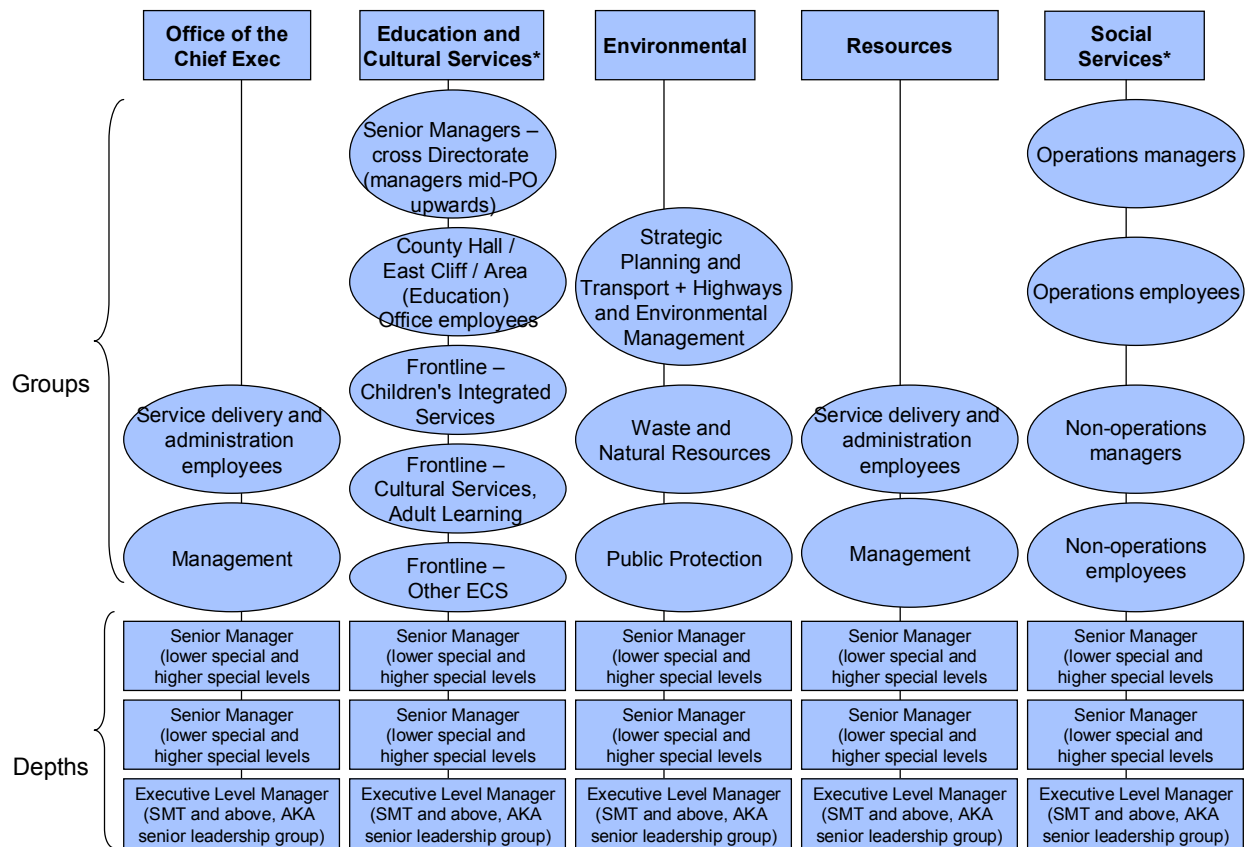 Office of the
Chief Exec
Education and
Cultural Services*
Environmental
Resources
Social
Services*
Groups
Service delivery and
administration
employees
Management
Senior Managers –
cross Directorate
(managers mid-PO
upwards)
County Hall /
East Cliff / Area
(Education)
Office employees
Frontline –
Children's Integrated
Services
Frontline –
Cultural Services,
Adult Learning
Frontline –
Other ECS
Strategic
Planning and
Transport + Highways
and Environmental
Management
Waste and
Natural Resources
Public Protection
Service delivery and
administration
employees
Management
Operations managers
Operations employees
Non-operations
managers
Non-operations
employees
Depths
Senior Manager
(lower special and
higher special levels
Senior Manager
(lower special and
higher special levels
Senior Manager
(lower special and
higher special levels
Senior Manager
(lower special and
higher special levels
Senior Manager
(lower special and
higher special levels
Senior Manager
(lower special and
higher special levels
Senior Manager
(lower special and
higher special levels
Senior Manager
(lower special and
higher special levels
Senior Manager
(lower special and
higher special levels
Senior Manager
(lower special and
higher special levels
Executive Level Manager
(SMT and above, AKA
senior leadership group)
Executive Level Manager
(SMT and above, AKA
senior leadership group)
Executive Level Manager
(SMT and above, AKA
senior leadership group)
Executive Level Manager
(SMT and above, AKA
senior leadership group)
Executive Level Manager
(SMT and above, AKA
senior leadership group)